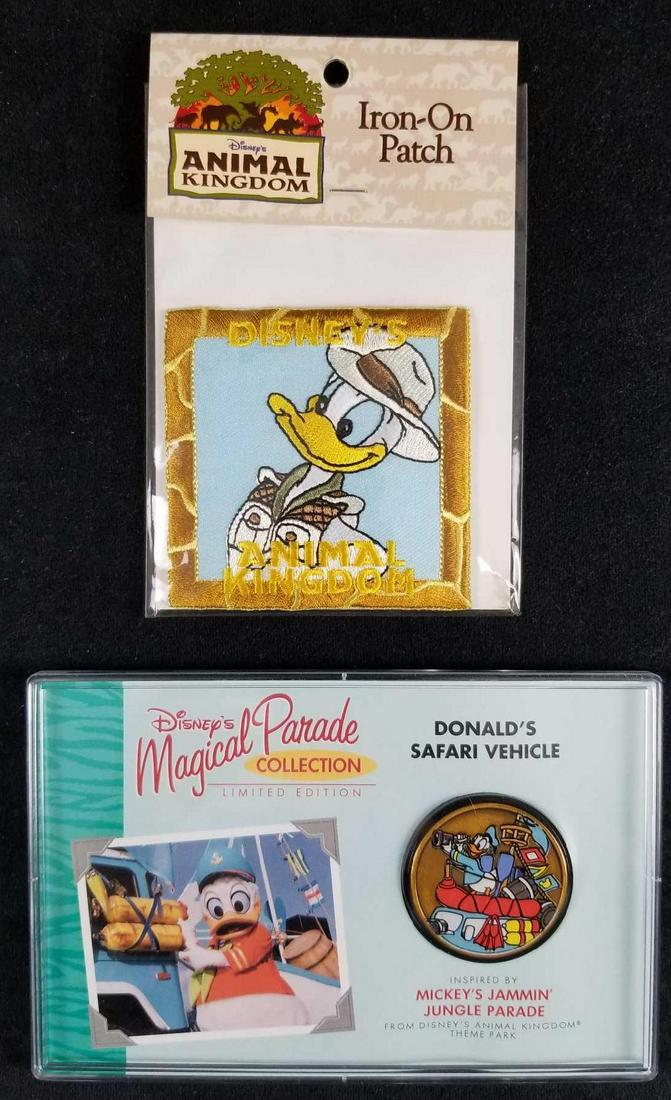 Disney's
ANIMAL
KINGDOM
Iron-On
Patch
DISNEY'S
ANIMAL
KINGDOM
Disney's
Magical Parade
COLLECTION
LIMITED EDITION
DONALD'S
SAFARI VEHICLE
INSPIRED BY
MICKEY'S JAMMIN'
JUNGLE PARADE
FROM DISNEY'S ANIMAL KINGDOM®
THEME PARK